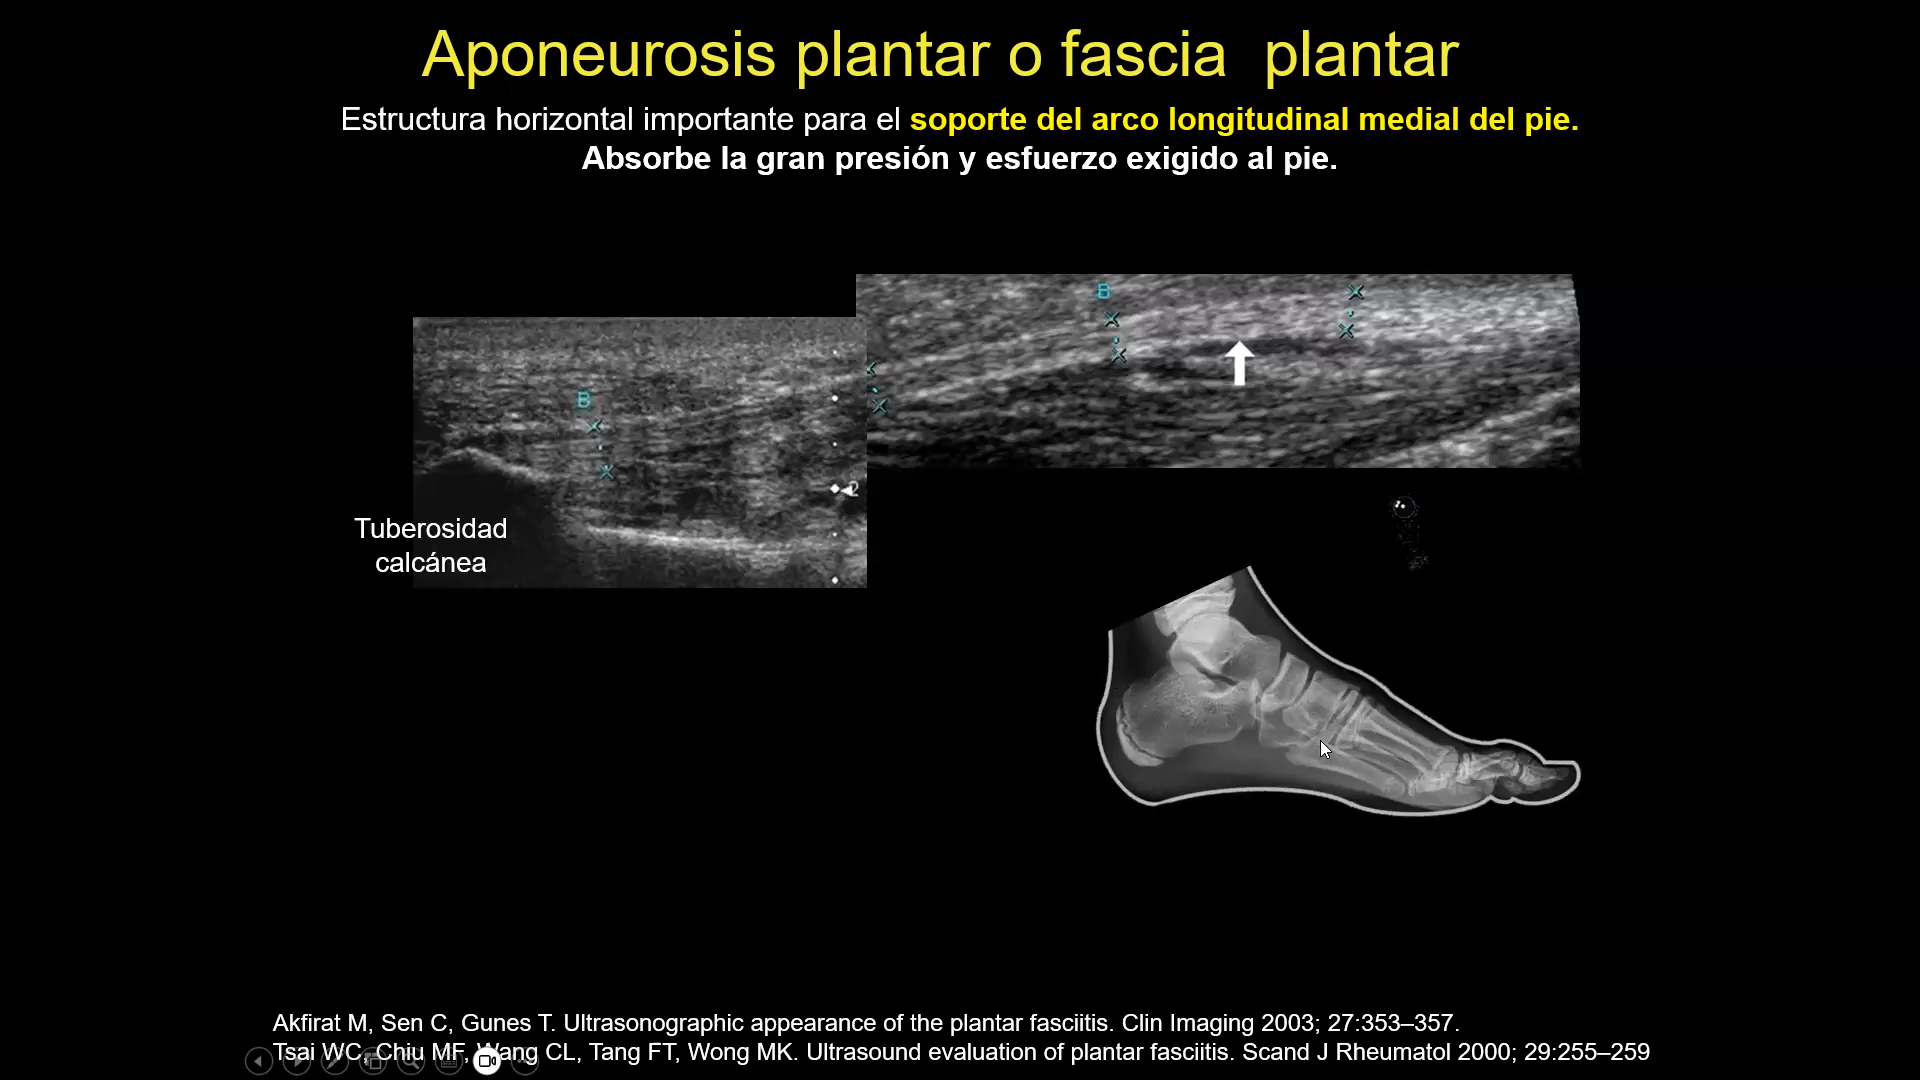 Aponeurosis plantar o fascia plantar
Estructura horizontal importante para el soporte del arco longitudinal medial del pie.
Absorbe la gran presión y esfuerzo exigido al pie.
B
B
2
Tuberosidad
calcánea
Akfirat M, Sen C, Gunes T. Ultrasonographic appearance of the plantar fasciitis. Clin Imaging 2003; 27:353–357.
Tsai WC, Chiu MF, Wang CL, Tang FT, Wong MK. Ultrasound evaluation of plantar fasciitis. Scand J Rheumatol 2000; 29:255–259